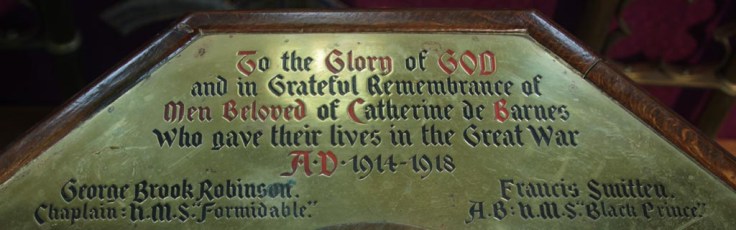 To the Glory of GOD
and in Grateful Remembrance of
Men Beloved of Catherine de Barnes
who gave their lives in the Great War
A·D·1914-1918
George Brook Robinson.
Chaplain: H.M.S. "Formidable."
Francis Smitten.
A.B: H.M.S "Black Prince."